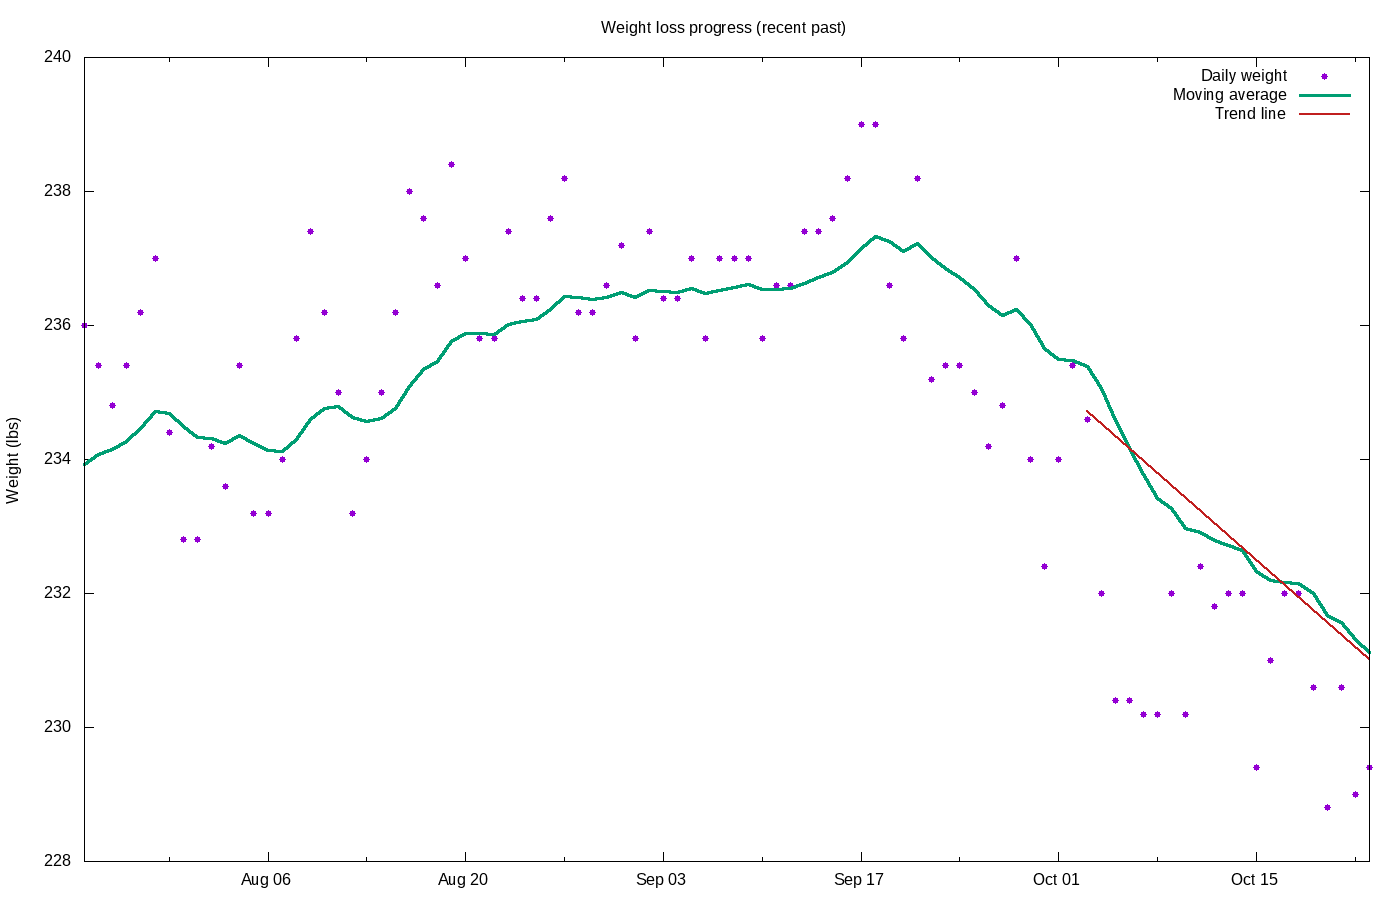 Weight loss progress (recent past)
Daily weight
Moving average
Trend line
Weight (lbs)
240
238
236
234
232
230
228
Aug 06
Aug 20
Sep 03
Sep 17
Oct 01
Oct 15